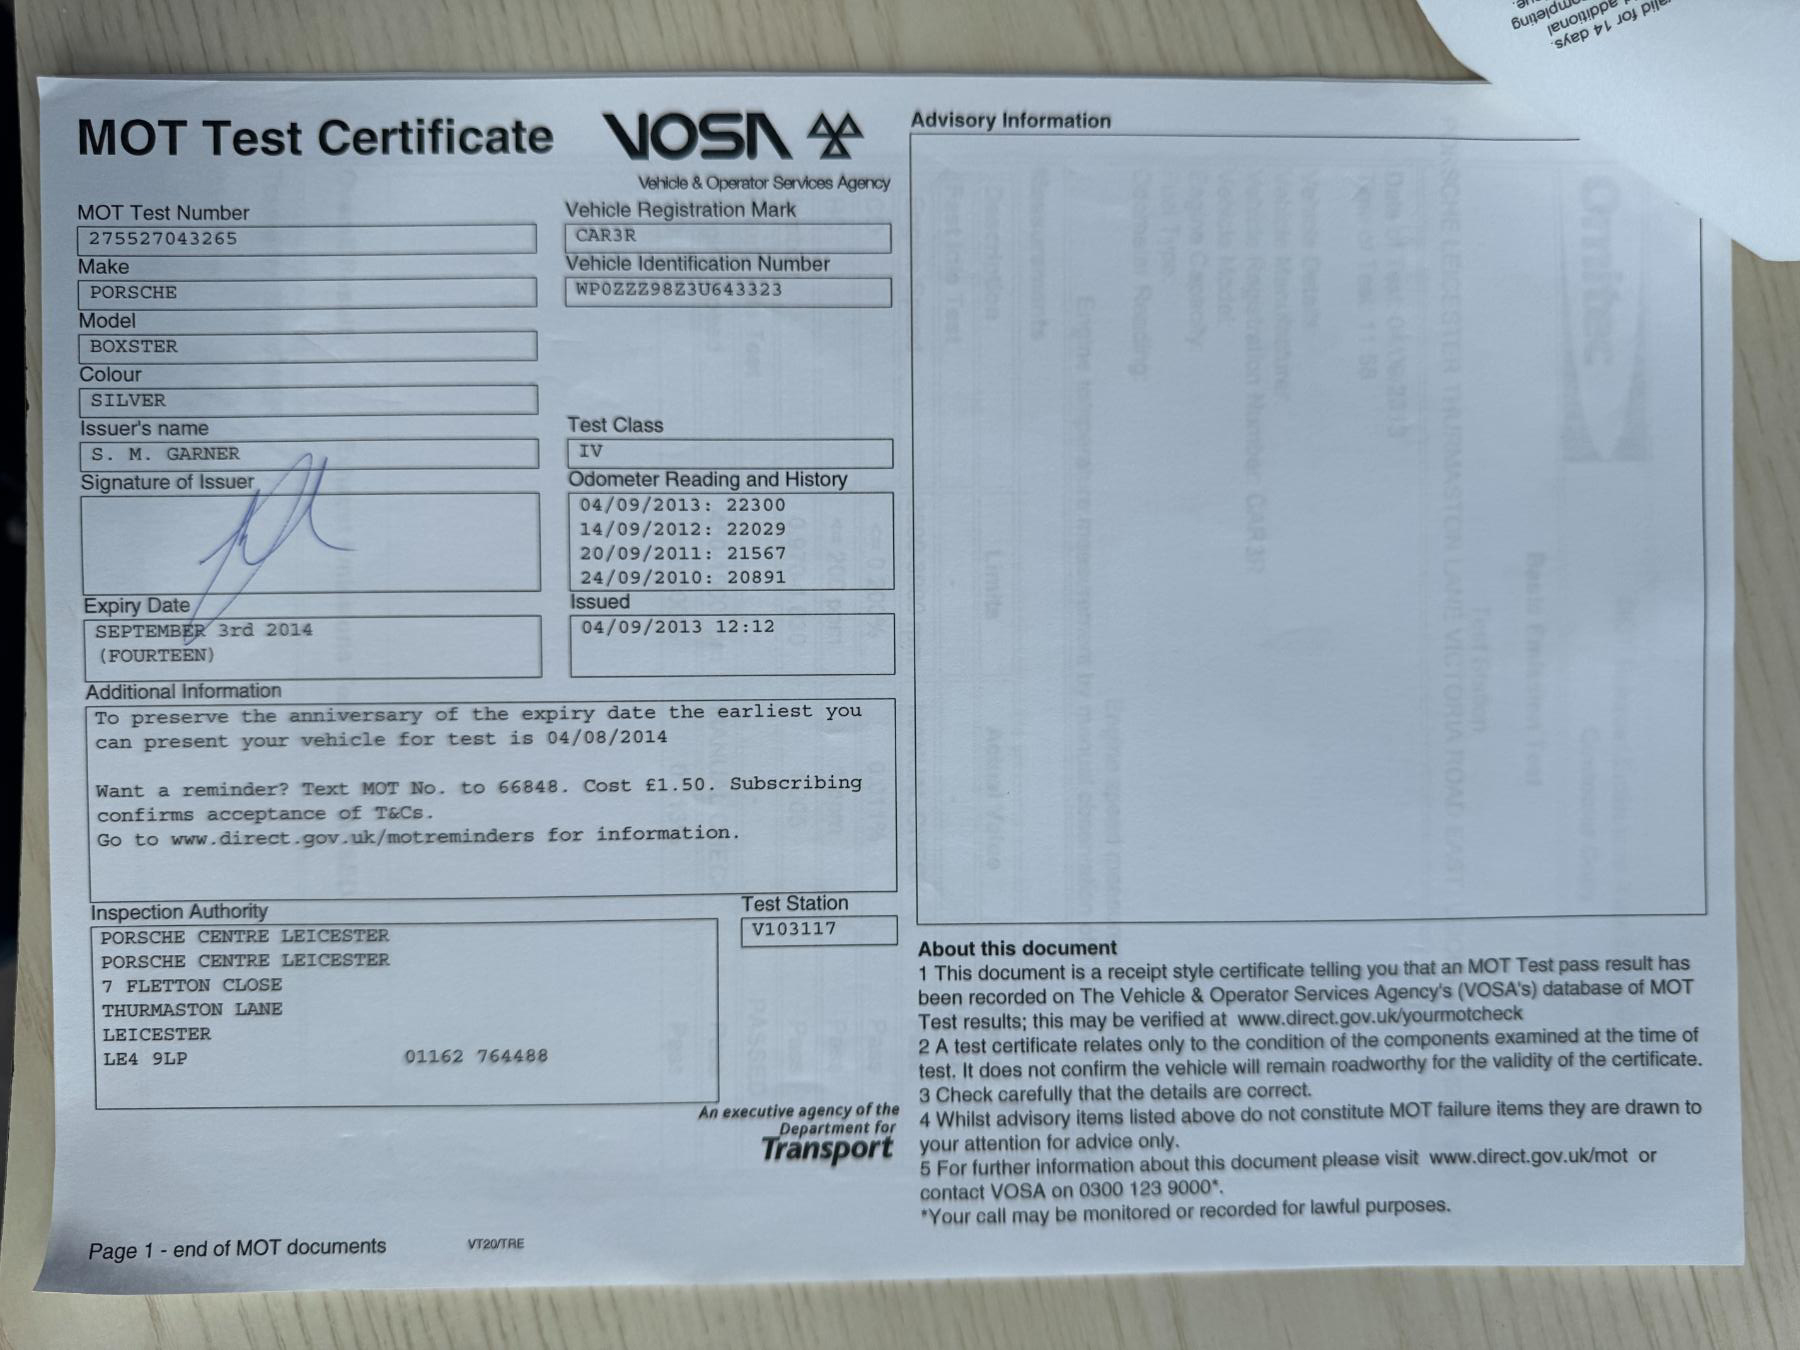 MOT Test Certificate
VOSA
Vehicle & Operator Services Agency
MOT Test Number
275527043265
Vehicle Registration Mark
CAR3R
Make
PORSCHE
Vehicle Identification Number
WP0ZZZ98Z3U643323
Model
BOXSTER
Colour
SILVER
Issuer's name
S. M. GARNER
Test Class
IV
Signature of Issuer
Odometer Reading and History
04/09/2013: 22300
14/09/2012: 22029
20/09/2011: 21567
24/09/2010: 20891
Expiry Date
SEPTEMBER 3rd 2014
(FOURTEEN)
Issued
04/09/2013 12:12
Additional Information
To preserve the anniversary of the expiry date the earliest you
can present your vehicle for test is 04/08/2014
Want a reminder? Text MOT No. to 66848. Cost £1.50. Subscribing
confirms acceptance of T&Cs.
Go to www.direct.gov.uk/motreminders for information.
Inspection Authority
PORSCHE CENTRE LEICESTER
PORSCHE CENTRE LEICESTER
7 FLETTON CLOSE
THURMASTON LANE
LEICESTER
LE4 9LP 01162 764488
Test Station
V103117
An executive agency of the
Department for
Transport
Page 1 - end of MOT documents
VT20/TRE
Advisory Information
About this document
1 This document is a receipt style certificate telling you that an MOT Test pass result has
been recorded on The Vehicle & Operator Services Agency's (VOSA's) database of MOT
Test results; this may be verified at www.direct.gov.uk/yourmotcheck
2 A test certificate relates only to the condition of the components examined at the time of
test. It does not confirm the vehicle will remain roadworthy for the validity of the certificate.
3 Check carefully that the details are correct.
4 Whilst advisory items listed above do not constitute MOT failure items they are drawn to
your attention for advice only.
5 For further information about this document please visit www.direct.gov.uk/mot or
contact VOSA on 0300 123 9000*.
*Your call may be monitored or recorded for lawful purposes.
for 14 days.
additional
completing